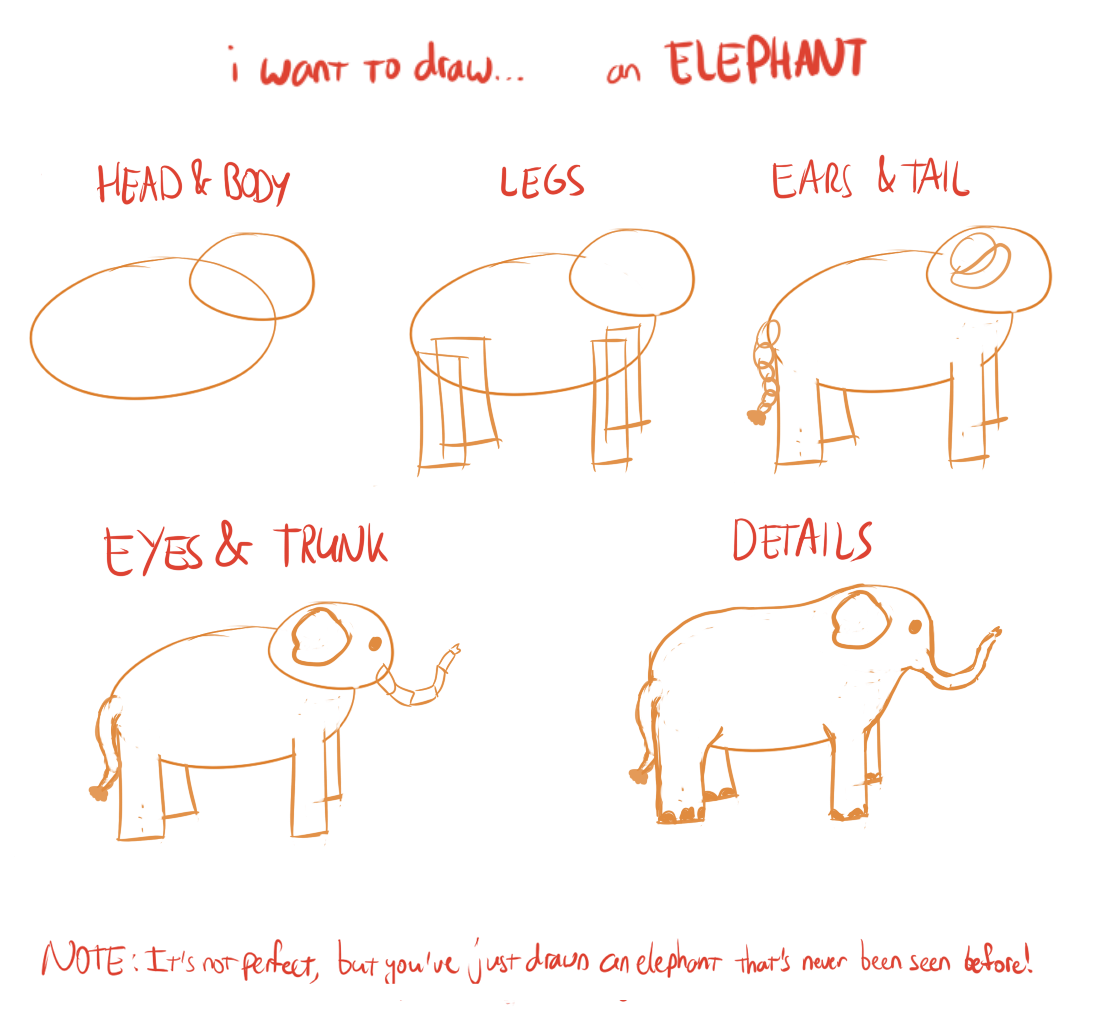 i want to draw... an ELEPHANT
HEAD & BODY
LEGS
EARS & TAIL
EYES & TRUNK
DETAILS
NOTE: It's not perfect, but you've just drawn an elephant that's never been seen before!